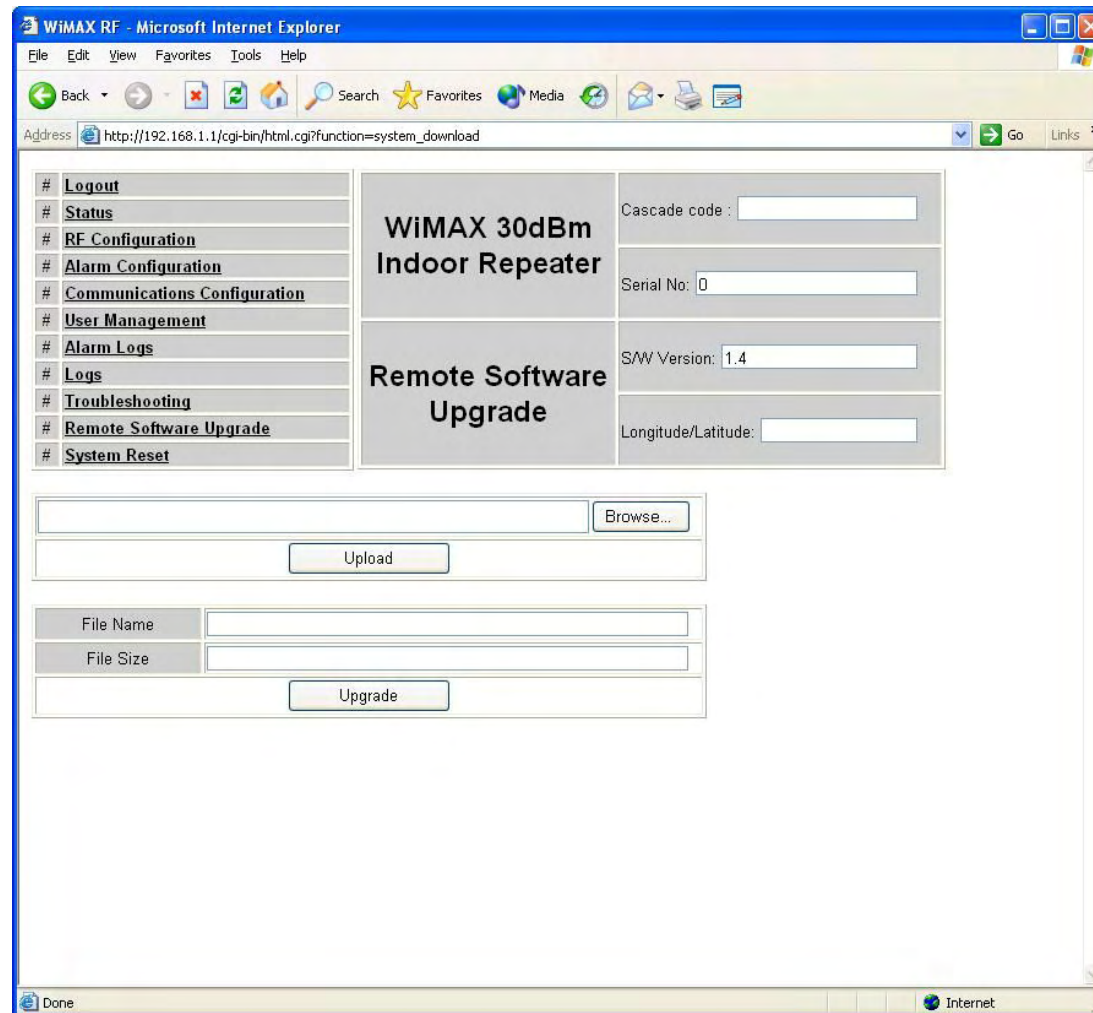 WiMAX RF - Microsoft Internet Explorer
File Edit View Favorites Tools Help
Back Search Favorites Media
Address http://192.168.1.1/cgi-bin/html.cgi?function=system_download Go Links
# Logout
# Status
# RF Configuration
# Alarm Configuration
# Communications Configuration
# User Management
# Alarm Logs
# Logs
# Troubleshooting
# Remote Software Upgrade
# System Reset
WiMAX 30dBm
Indoor Repeater
Remote Software
Upgrade
Cascade code :
Serial No: 0
S/W Version: 1.4
Longitude/Latitude:
Browse...
Upload
File Name
File Size
Upgrade
Done Internet